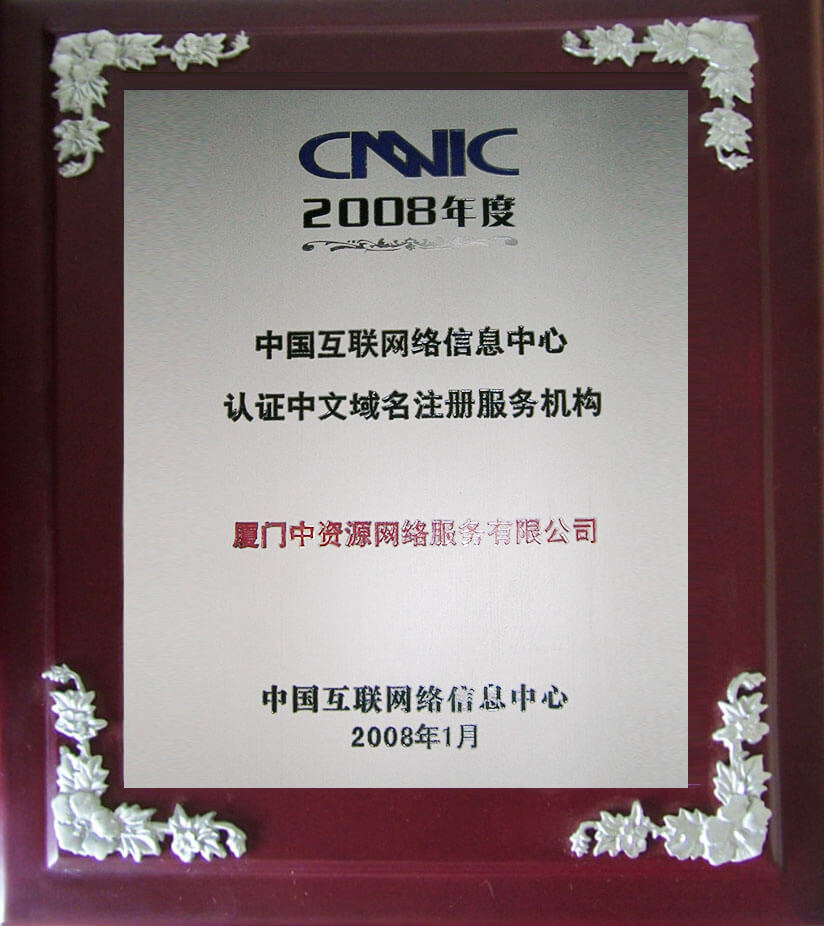 CNNIC
2008年度
中国互联网络信息中心
认证中文域名注册服务机构
厦门中资源网络服务有限公司
中国互联网络信息中心
2008年1月